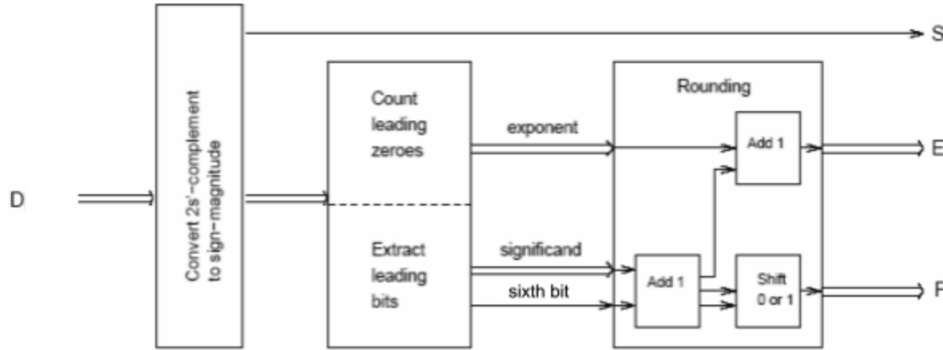 S
Convert 2s'-complement
to sign-magnitude
Count
leading
zeroes
exponent
Rounding
Add 1
E
D
Extract
leading
bits
significand
sixth bit
Add 1
Shift
0 or 1
F